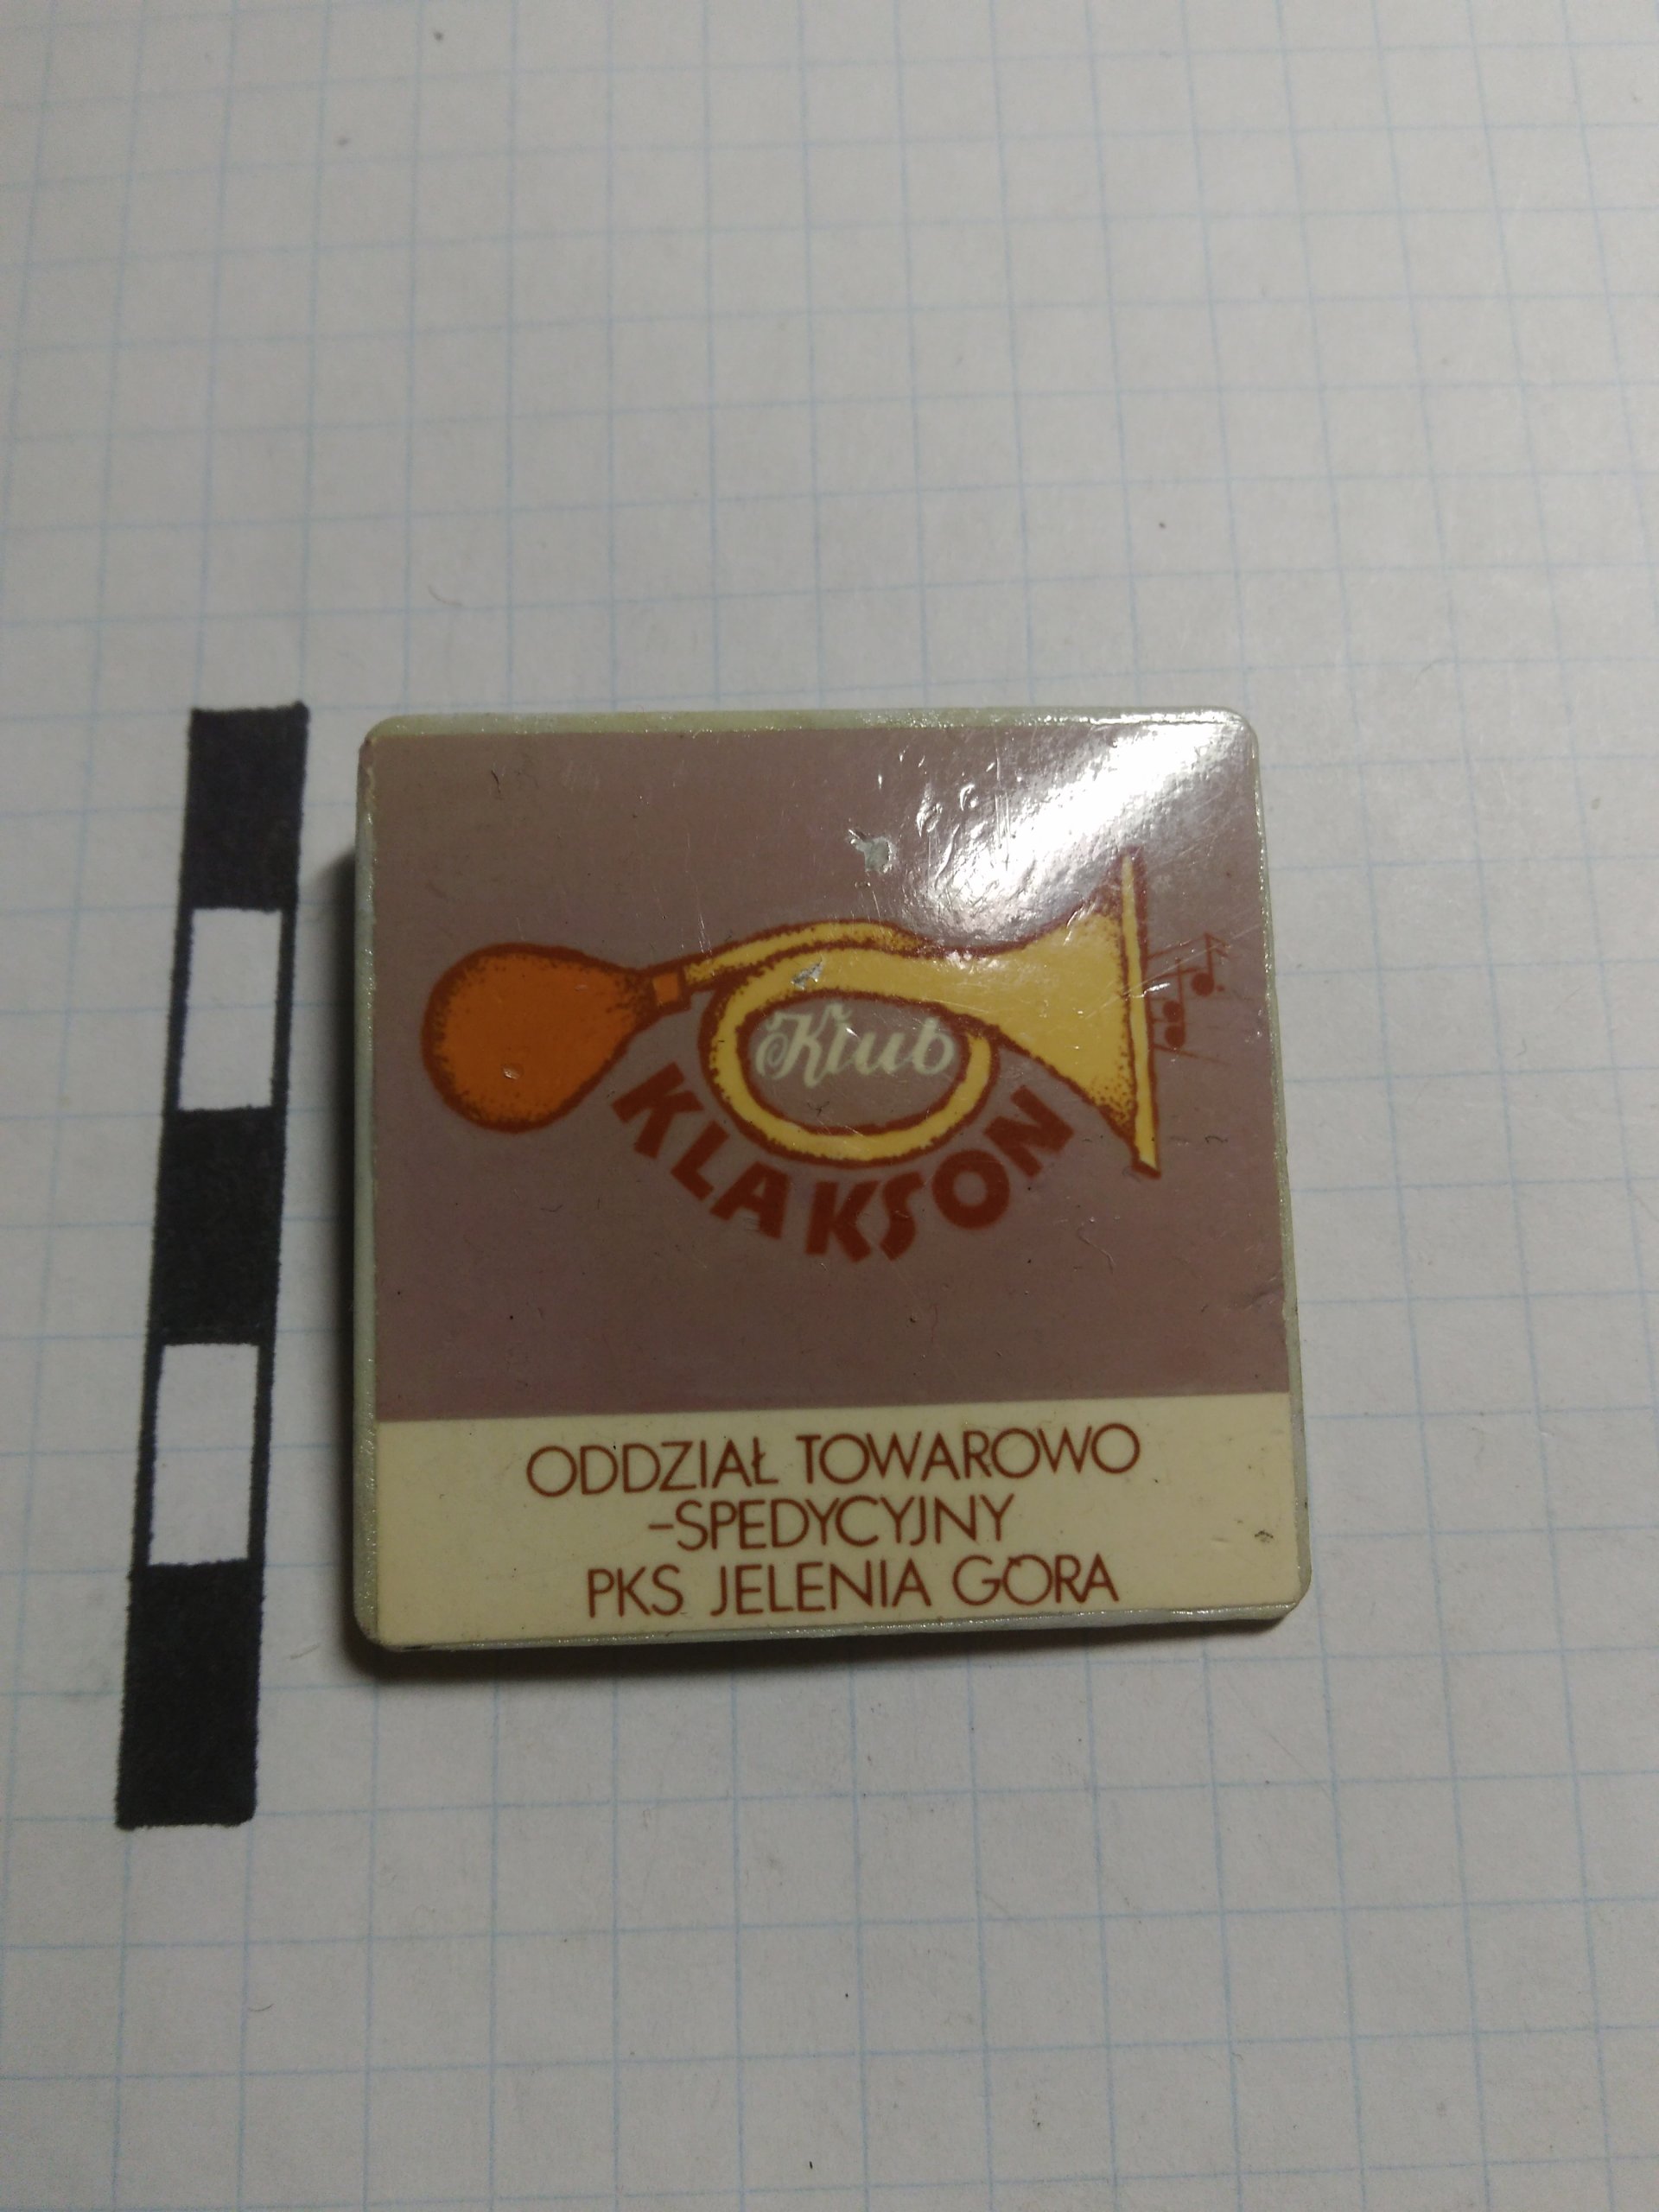 Klub
KLAKSON
ODDZIAŁ TOWAROWO
-SPEDYCYJNY
PKS JELENIA GÓRA